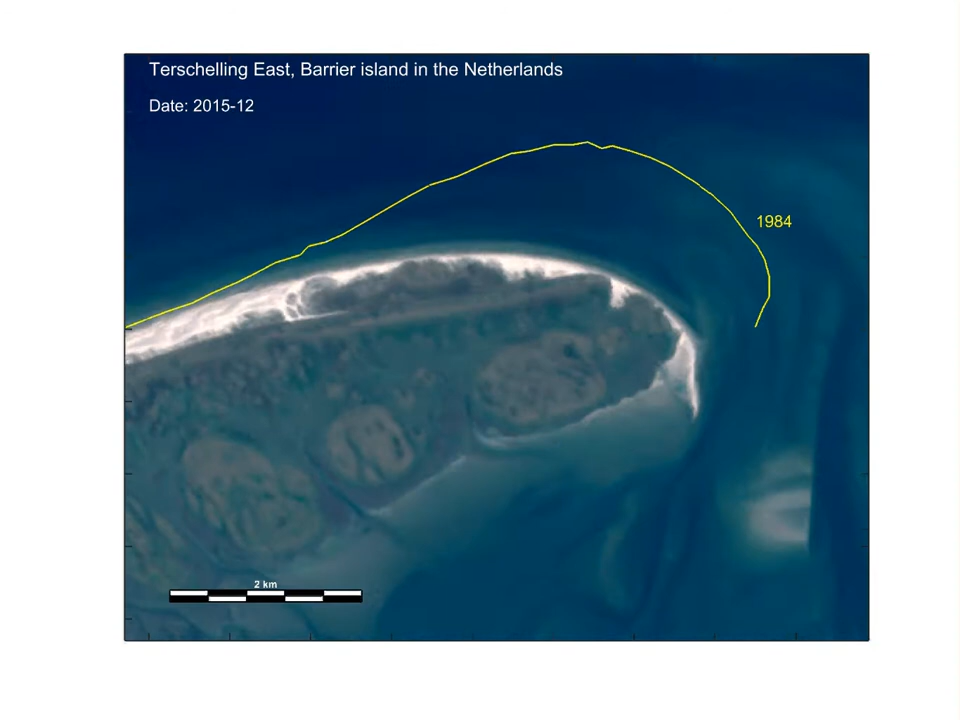 Terschelling East, Barrier island in the Netherlands
Date: 2015-12
1984
2 km